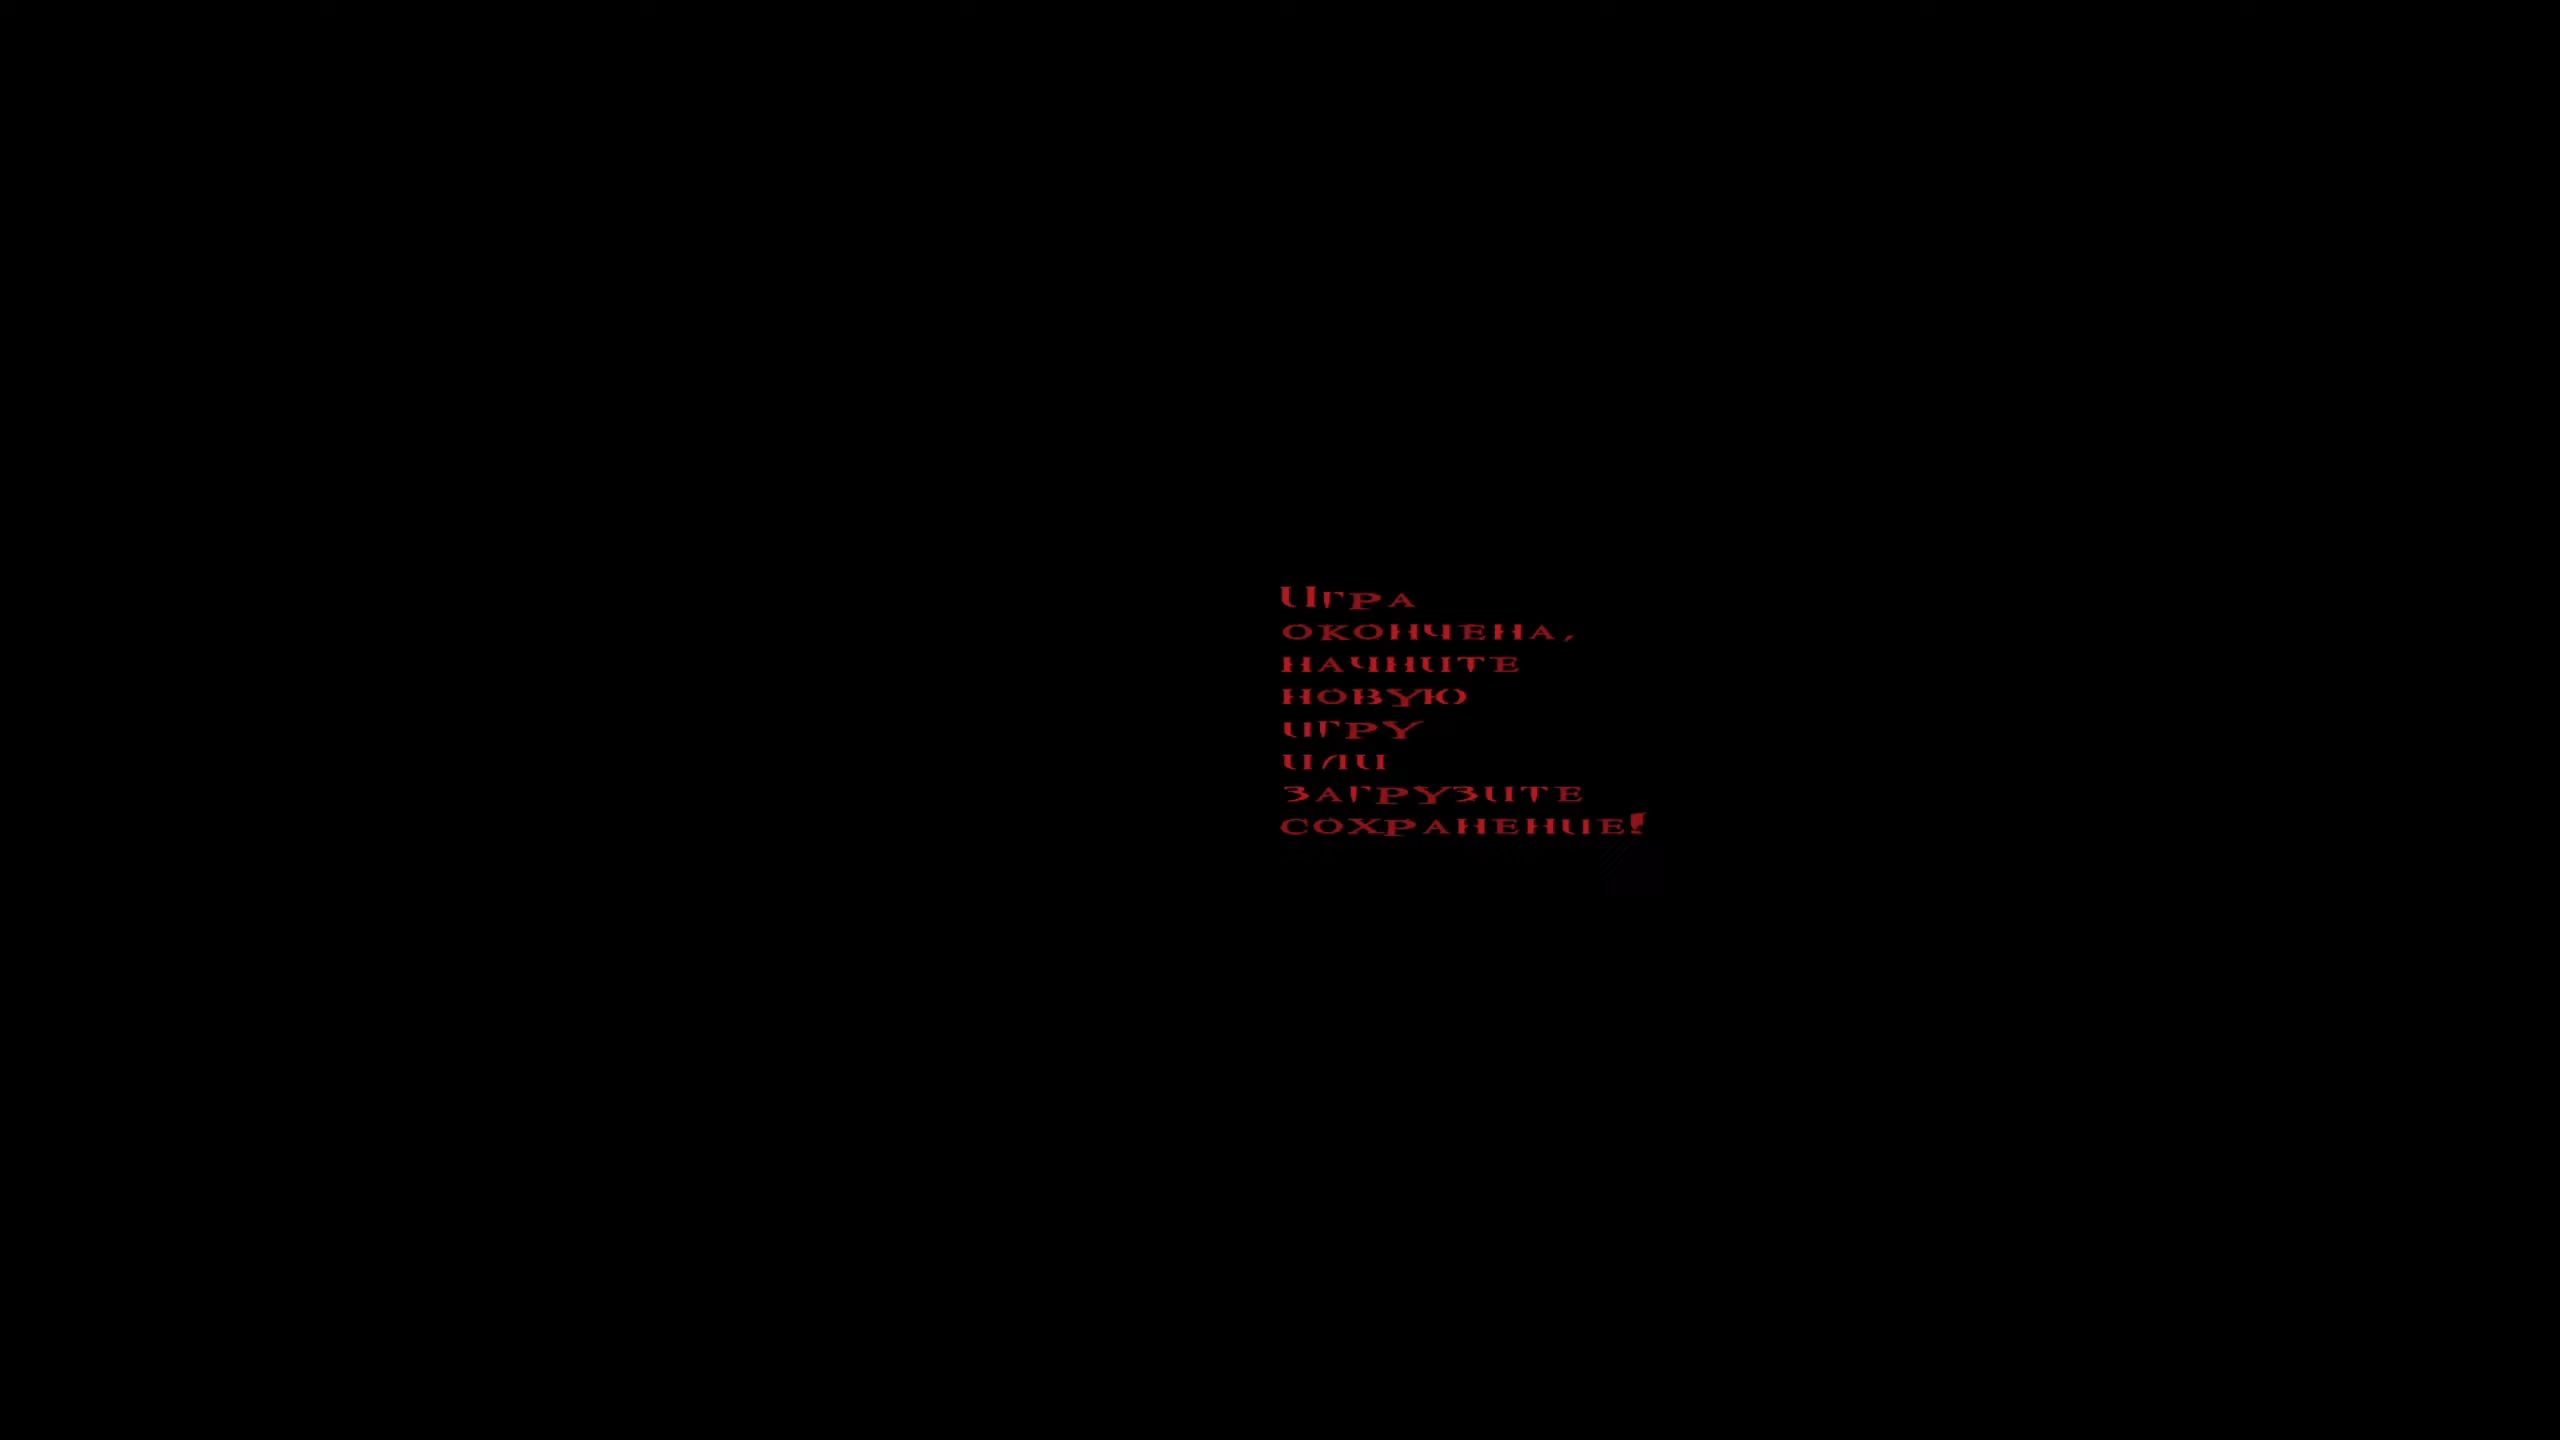 Игра
окончена,
начните
новую
игру
или
загрузите
сохранение!